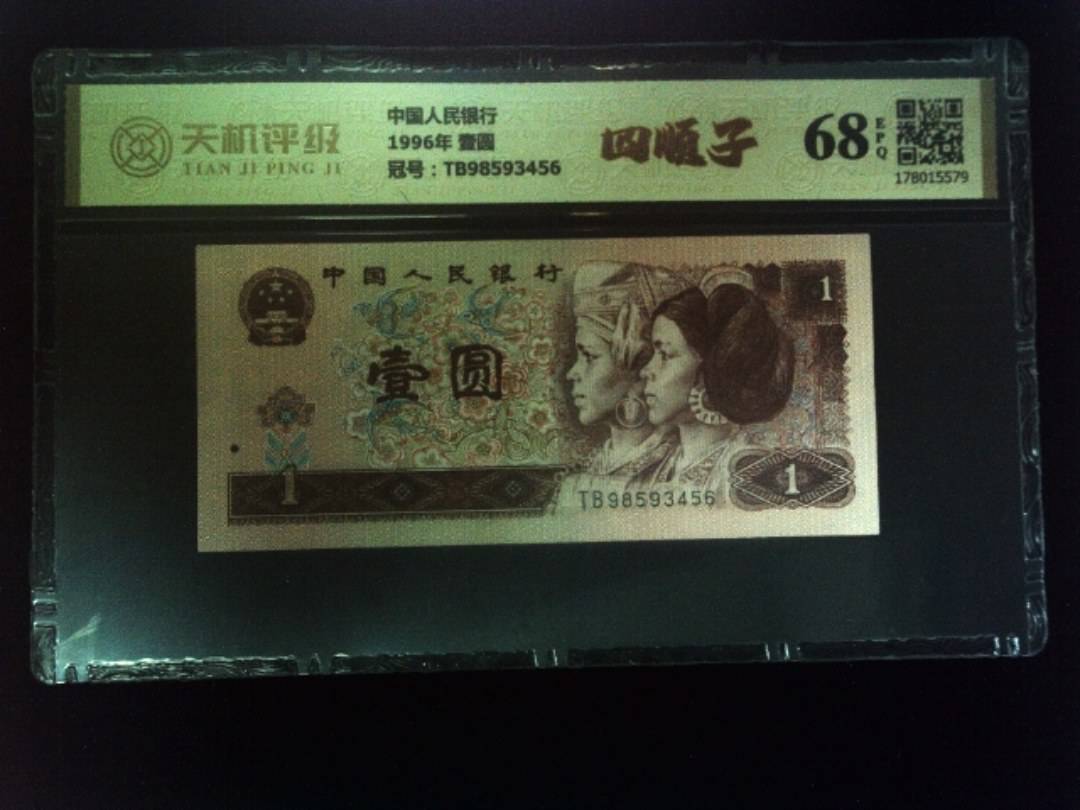 天机评级
TIAN JI PING JI
中国人民银行
1996年 壹圆
冠号：TB98593456
四顺子
68
EPQ
178015579
中国人民银行
1
壹圆
1
TB98593456
1